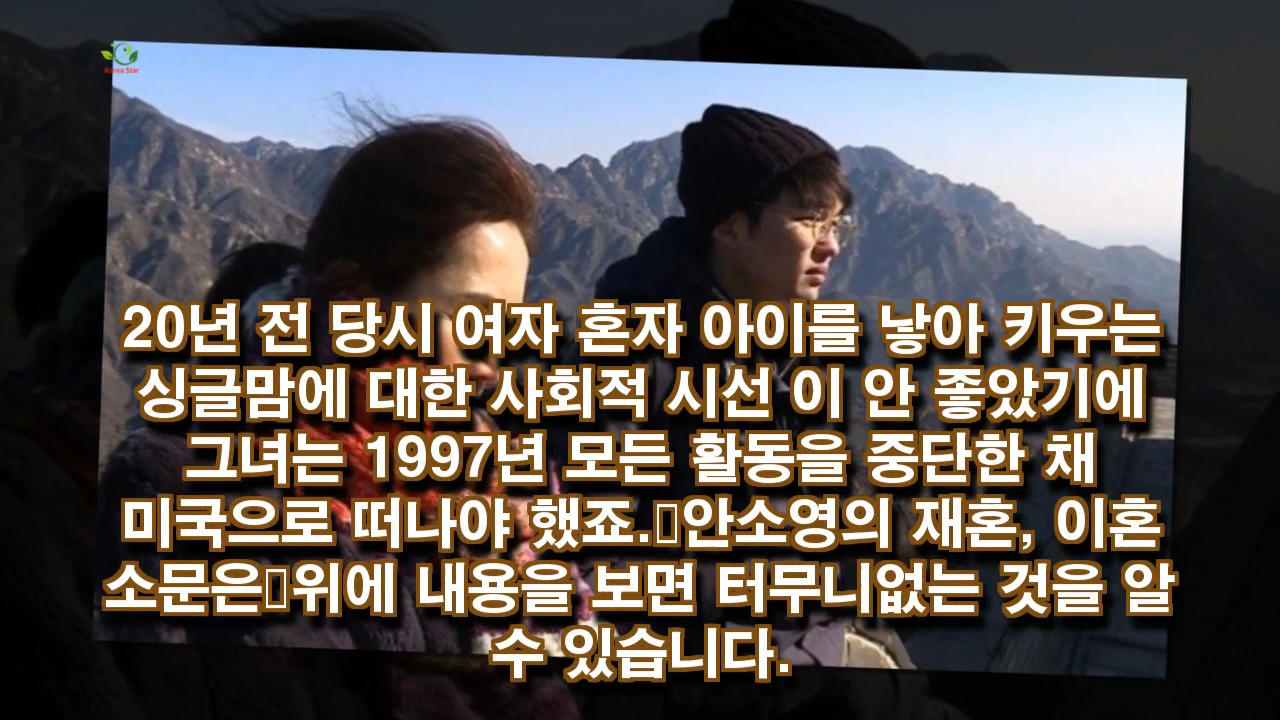 Korea Star
20년 전 당시 여자 혼자 아이를 낳아 키우는
싱글맘에 대한 사회적 시선 이 안 좋았기에
그녀는 1997년 모든 활동을 중단한 채
미국으로 떠나야 했죠. 안소영의 재혼, 이혼
소문은 위에 내용을 보면 터무니없는 것을 알
수 있습니다.